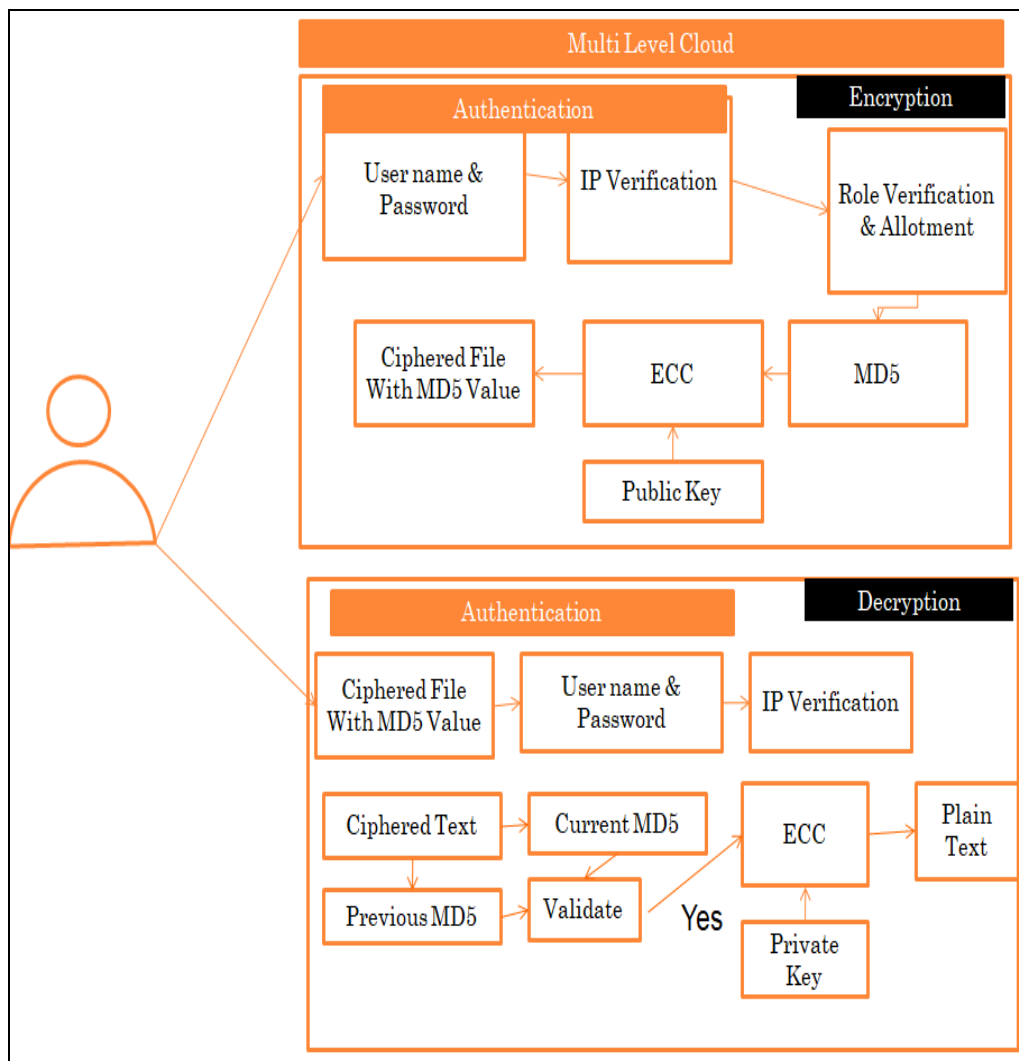 Multi Level Cloud
Encryption
Authentication
User name &
Password
IP Verification
Role Verification
& Allotment
Ciphered File
With MD5 Value
ECC
MD5
Public Key
Decryption
Authentication
Ciphered File
With MD5 Value
User name &
Password
IP Verification
Ciphered Text
Current MD5
ECC
Plain
Text
Previous MD5
Validate
Yes
Private
Key